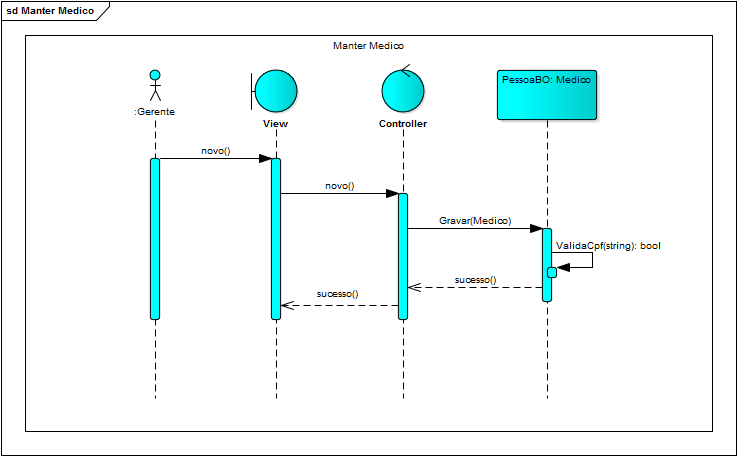 sd Manter Medico
Manter Medico
PessoaBO: Medico
:Gerente
View
Controller
novo()
novo()
Gravar(Medico)
ValidaCpf(string): bool
sucesso()
sucesso()